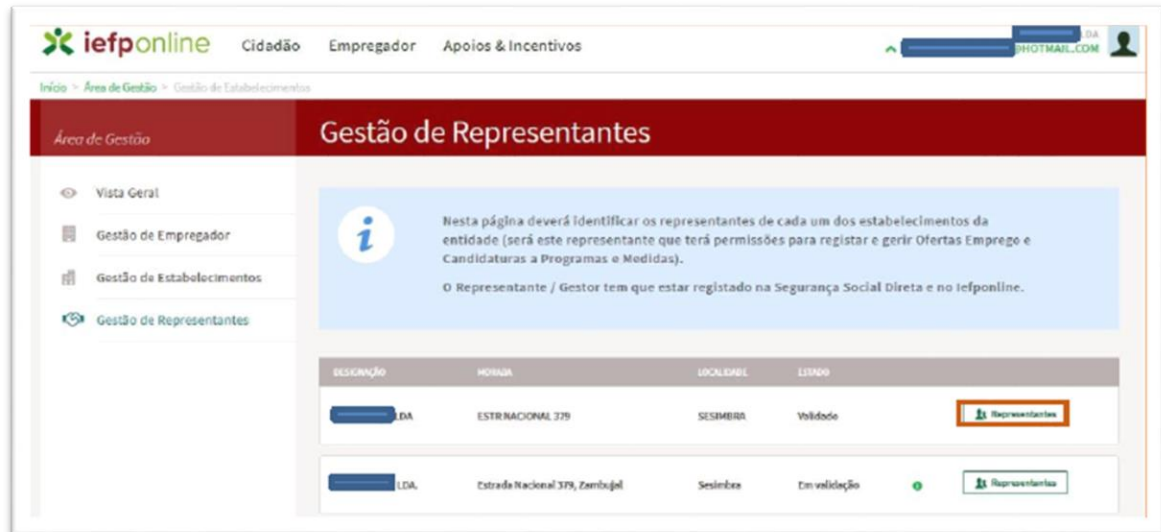 iefponline Cidadão Empregador Apoios & Incentivos
LDA
@HOTMAIL.COM
Início > Área de Gestão > Gestão de Estabelecimentos
Área de Gestão
Gestão de Representantes
Vista Geral
Gestão de Empregador
Gestão de Estabelecimentos
Gestão de Representantes
Nesta página deverá identificar os representantes de cada um dos estabelecimentos da
entidade (será este representante que terá permissões para registar e gerir Ofertas Emprego e
Candidaturas a Programas e Medidas).
O Representante / Gestor tem que estar registado na Segurança Social Direta e no Iefponline.
DESIGNAÇÃO MORADA LOCALIDADE ESTADO
LDA ESTR NACIONAL 379 SESIMBRA Validado Representantes
LDA. Estrada Nacional 379, Zambujal Sesimbra Em validação Representantes